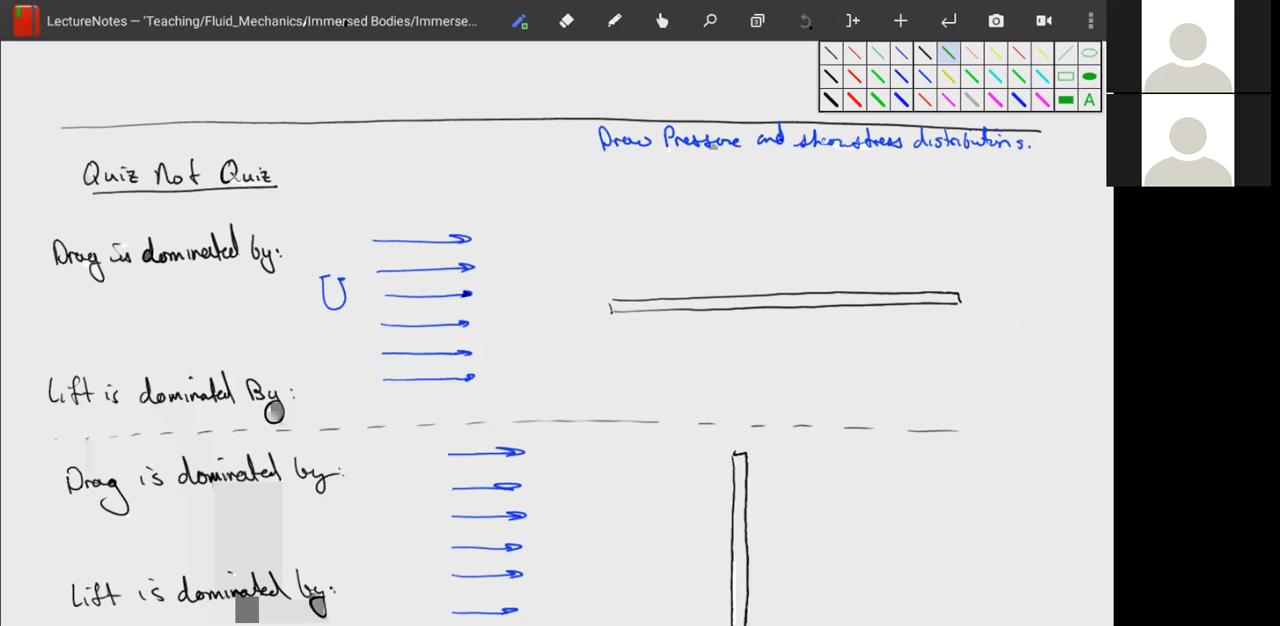 LectureNotes — 'Teaching/Fluid_Mechanics/Immersed Bodies/Immerse...
A
Draw Pressure and shear stress distributions.
Quiz Not Quiz
Drag is dominated by:
U
Lift is dominated By:
Drag is dominated by:
Lift is dominated by: